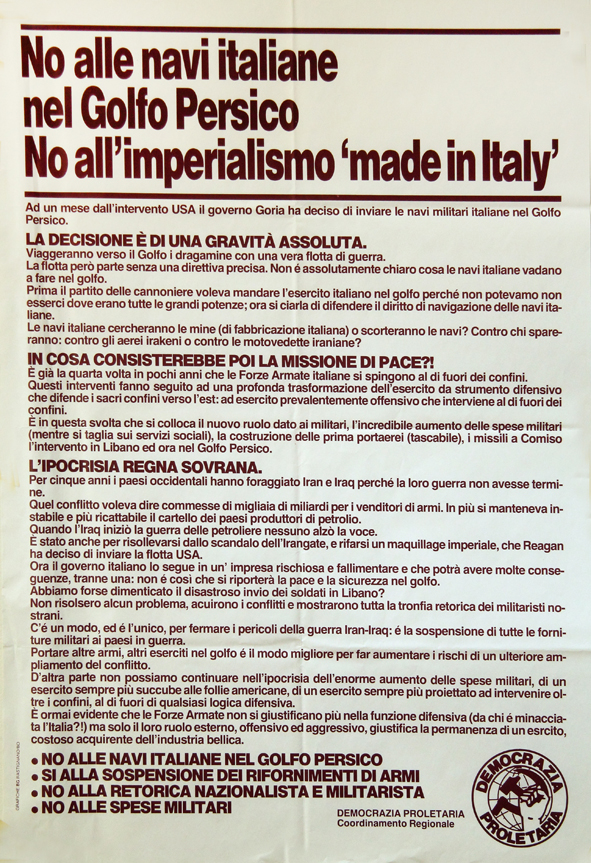 No alle navi italiane
nel Golfo Persico
No all'imperialismo 'made in Italy'
Ad un mese dall'intervento USA il governo Goria ha deciso di inviare le navi militari italiane nel Golfo
Persico.
LA DECISIONE È DI UNA GRAVITÀ ASSOLUTA.
Viaggeranno verso il Golfo i dragamine con una vera flotta di guerra.
La flotta però parte senza una direttiva precisa. Non é assolutamente chiaro cosa le navi italiane vadano
a fare nel golfo.
Prima il partito delle cannoniere voleva mandare l'esercito italiano nel golfo perché non potevamo non
esserci dove erano tutte le grandi potenze; ora si ciarla di difendere il diritto di navigazione delle navi ita-
liane.
Le navi italiane cercheranno le mine (di fabbricazione italiana) o scorteranno le navi? Contro chi spare-
ranno: contro gli aerei irakeni o contro le motovedette iraniane?
IN COSA CONSISTEREBBE POI LA MISSIONE DI PACE?!
È già la quarta volta in pochi anni che le Forze Armate italiane si spingono al di fuori dei confini.
Questi interventi fanno seguito ad una profonda trasformazione dell'esercito da strumento difensivo
che difende i sacri confini verso l'est: ad esercito prevalentemente offensivo che interviene al di fuori dei
confini.
È in questa svolta che si colloca il nuovo ruolo dato ai militari, l'incredibile aumento delle spese militari
(mentre si taglia sui servizi sociali), la costruzione delle prima portaerei (tascabile), i missili a Comiso
l'intervento in Libano ed ora nel Golfo Persico.
L'IPOCRISIA REGNA SOVRANA.
Per cinque anni i paesi occidentali hanno foraggiato Iran e Iraq perché la loro guerra non avesse termi-
ne.
Quel conflitto voleva dire commesse di migliaia di miliardi per i venditori di armi. In più si manteneva in-
stabile e più ricattabile il cartello dei paesi produttori di petrolio.
Quando l'Iraq iniziò la guerra delle petroliere nessuno alzò la voce.
È stato anche per risollevarsi dallo scandalo dell'Irangate, e rifarsi un maquillage imperiale, che Reagan
ha deciso di inviare la flotta USA.
Ora il governo italiano lo segue in un' impresa rischiosa e fallimentare e che potrà avere molte conse-
guenze, tranne una: non é così che si riporterà la pace e la sicurezza nel golfo.
Abbiamo forse dimenticato il disastroso invio dei soldati in Libano?
Non risolsero alcun problema, acuirono i conflitti e mostrarono tutta la tronfia retorica dei militaristi no-
strani.
C'é un modo, ed é l'unico, per fermare i pericoli della guerra Iran-Iraq: é la sospensione di tutte le forni-
ture militari ai paesi in guerra.
Portare altre armi, altri eserciti nel golfo é il modo migliore per far aumentare i rischi di un ulteriore am-
pliamento del conflitto.
D'altra parte non possiamo continuare nell'ipocrisia dell'enorme aumento delle spese militari, di un
esercito sempre più succube alle follie americane, di un esercito sempre più proiettato ad intervenire ol-
tre i confini, al di fuori di qualsiasi logica difensiva.
È ormai evidente che le Forze Armate non si giustificano più nella funzione difensiva (da chi é minaccia-
ta l'Italia?!) ma solo il loro ruolo esterno, offensivo ed aggressivo, giustifica la permanenza di un esrcito,
costoso acquirente dell'industria bellica.
• NO ALLE NAVI ITALIANE NEL GOLFO PERSICO
• SI ALLA SOSPENSIONE DEI RIFORNIMENTI DI ARMI
• NO ALLA RETORICA NAZIONALISTA E MILITARISTA
• NO ALLE SPESE MILITARI
DEMOCRAZIA PROLETARIA
Coordinamento Regionale
DEMOCRAZIA
PROLETARIA